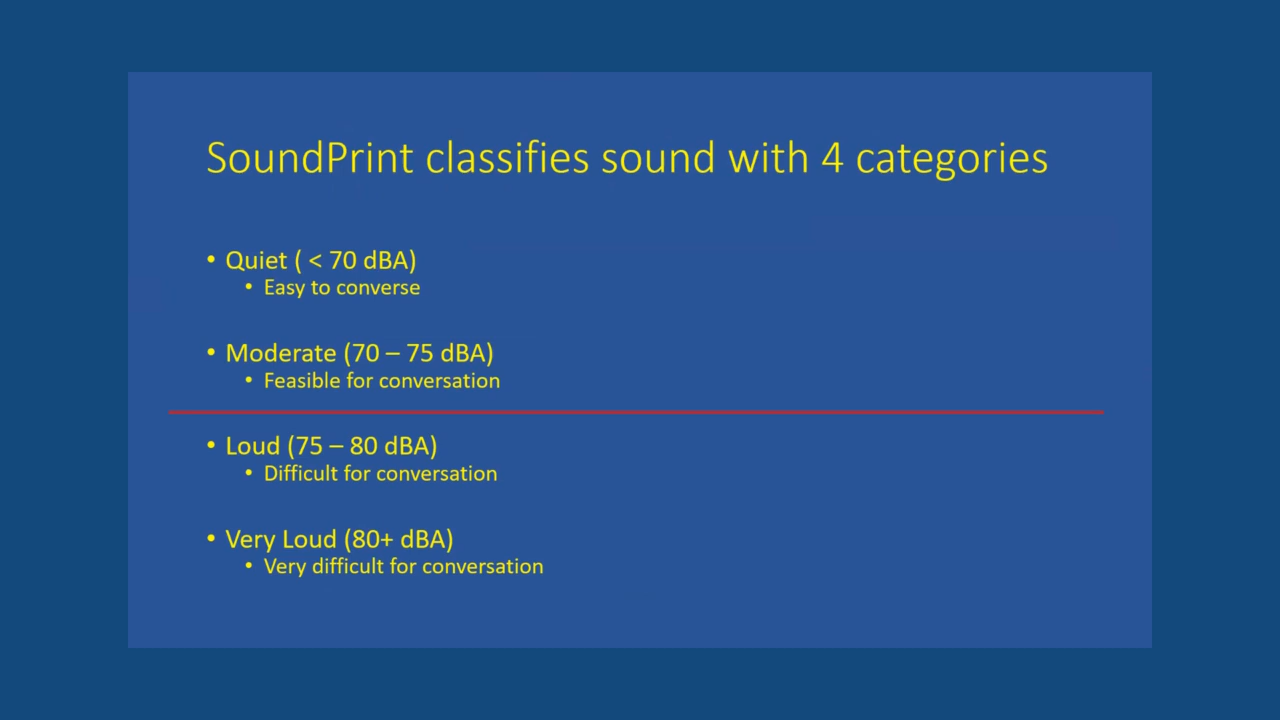 SoundPrint classifies sound with 4 categories
• Quiet ( < 70 dBA)
• Easy to converse
• Moderate (70 – 75 dBA)
• Feasible for conversation
• Loud (75 – 80 dBA)
• Difficult for conversation
• Very Loud (80+ dBA)
• Very difficult for conversation